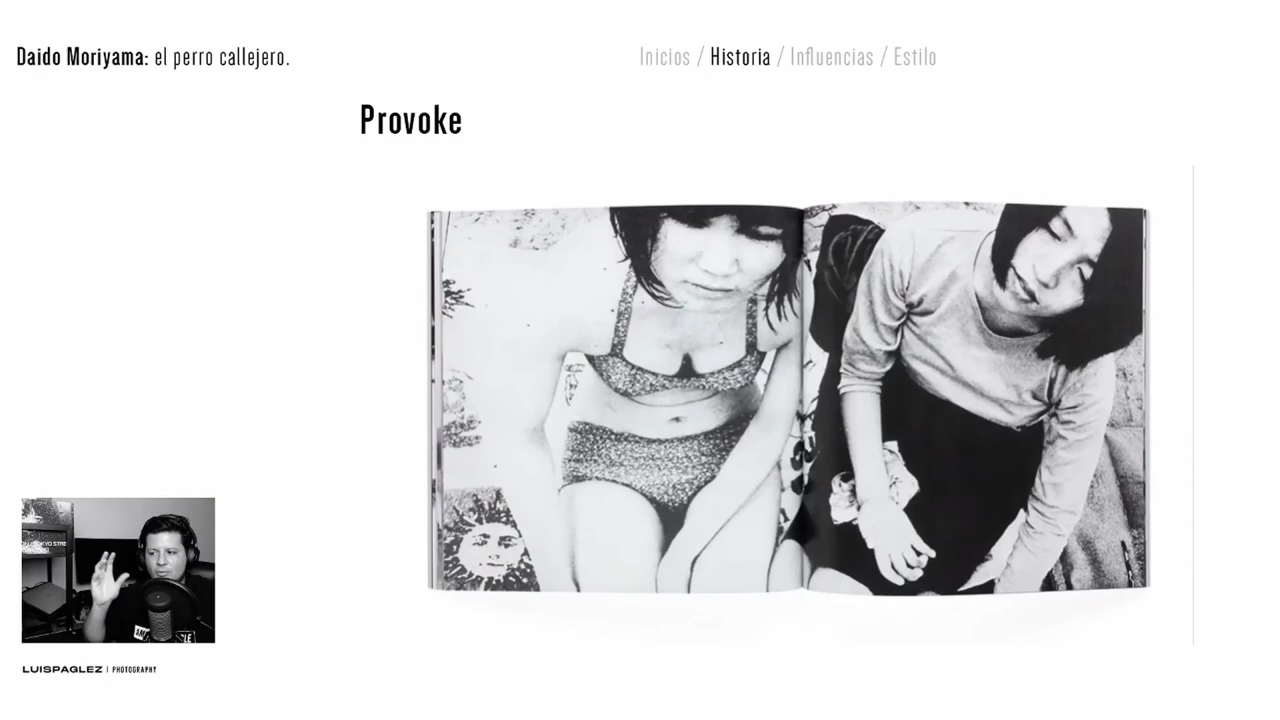 Daido Moriyama: el perro callejero.
Inicios / Historia / Influencias / Estilo
Provoke
LUISPAGLEZ | PHOTOGRAPHY